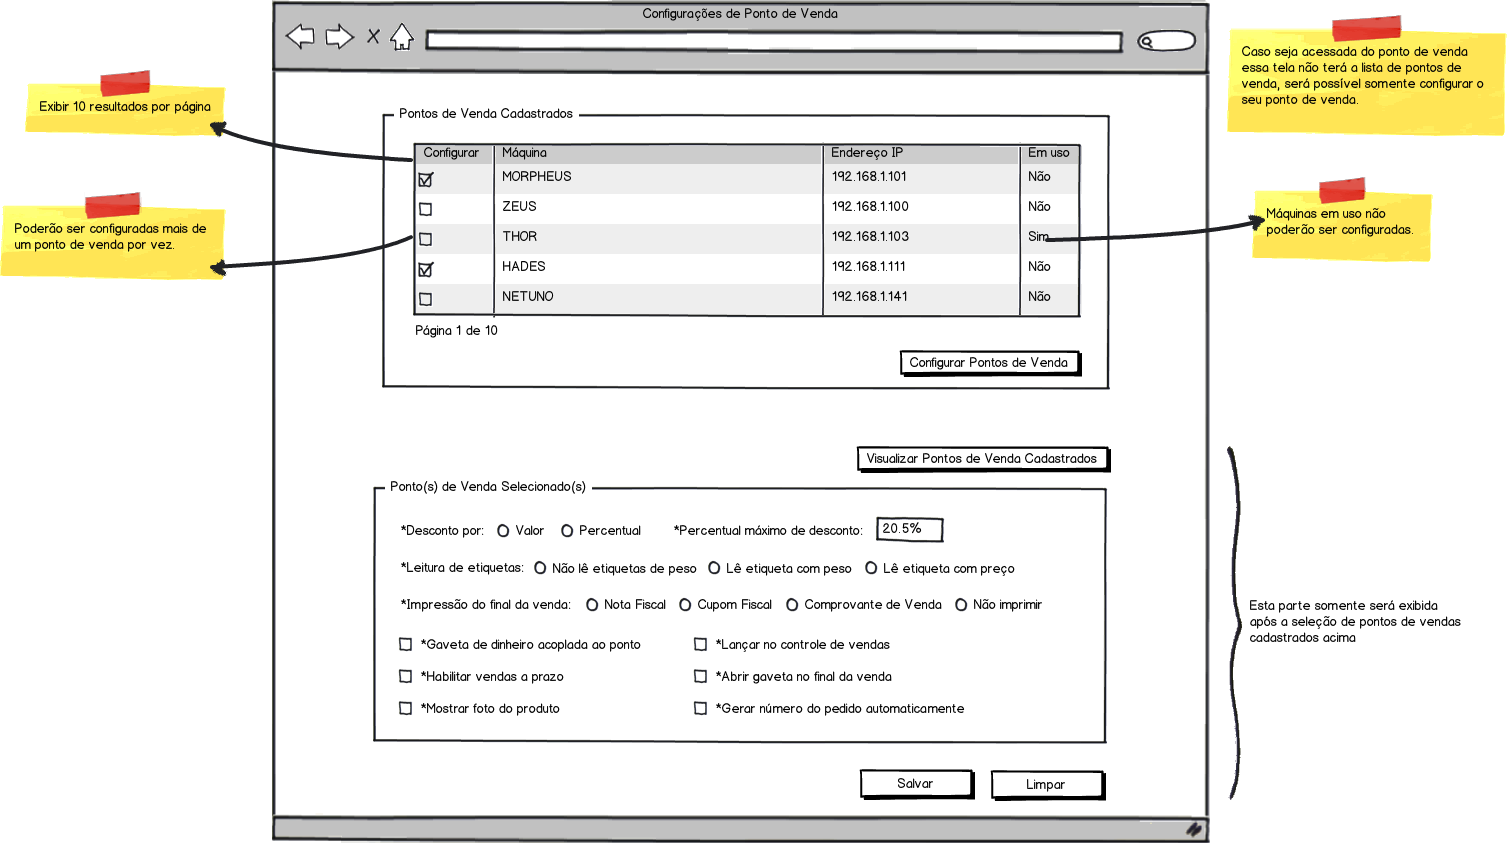 Configurações de Ponto de Venda
Caso seja acessada do ponto de venda
essa tela não terá a lista de pontos de
venda, será possível somente configurar o
seu ponto de venda.
Exibir 10 resultados por página
Pontos de Venda Cadastrados
Configurar Máquina Endereço IP Em uso
MORPHEUS 192.168.1.101 Não
ZEUS 192.168.1.100 Não
THOR 192.168.1.103 Sim
HADES 192.168.1.111 Não
NETUNO 192.168.1.141 Não
Poderão ser configuradas mais de
um ponto de venda por vez.
Máquinas em uso não
poderão ser configuradas.
Página 1 de 10
Configurar Pontos de Venda
Visualizar Pontos de Venda Cadastrados
Ponto(s) de Venda Selecionado(s)
*Desconto por: Valor Percentual *Percentual máximo de desconto: 20.5%
*Leitura de etiquetas: Não lê etiquetas de peso Lê etiqueta com peso Lê etiqueta com preço
*Impressão do final da venda: Nota Fiscal Cupom Fiscal Comprovante de Venda Não imprimir
*Gaveta de dinheiro acoplada ao ponto *Lançar no controle de vendas
*Habilitar vendas a prazo *Abrir gaveta no final da venda
*Mostrar foto do produto *Gerar número do pedido automaticamente
Esta parte somente será exibida
após a seleção de pontos de vendas
cadastrados acima
Salvar Limpar